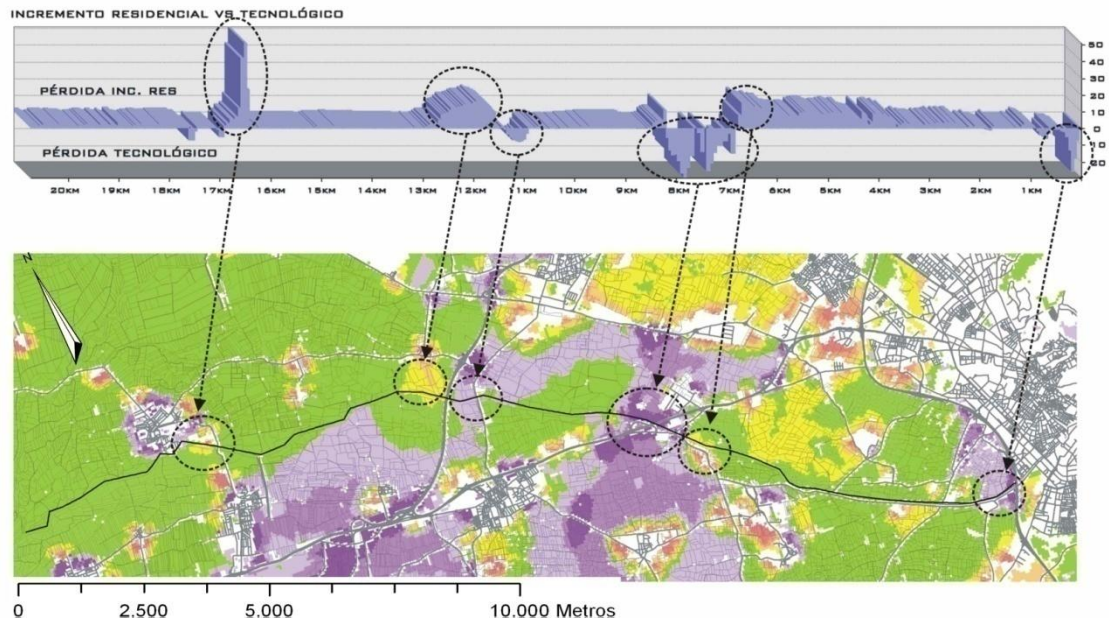 INCREMENTO RESIDENCIAL VS TECNOLÓGICO
50
40
PÉRDIDA INC. RES
30
20
10
0
PÉRDIDA TECNOLÓGICO
10
20
20KM 19KM 18KM 17KM 16KM 15KM 14KM 13KM 12KM 11KM 10KM 9KM 8KM 7KM 6KM 5KM 4KM 3KM 2KM 1KM
N
0 2.500 5.000 10.000 Metros